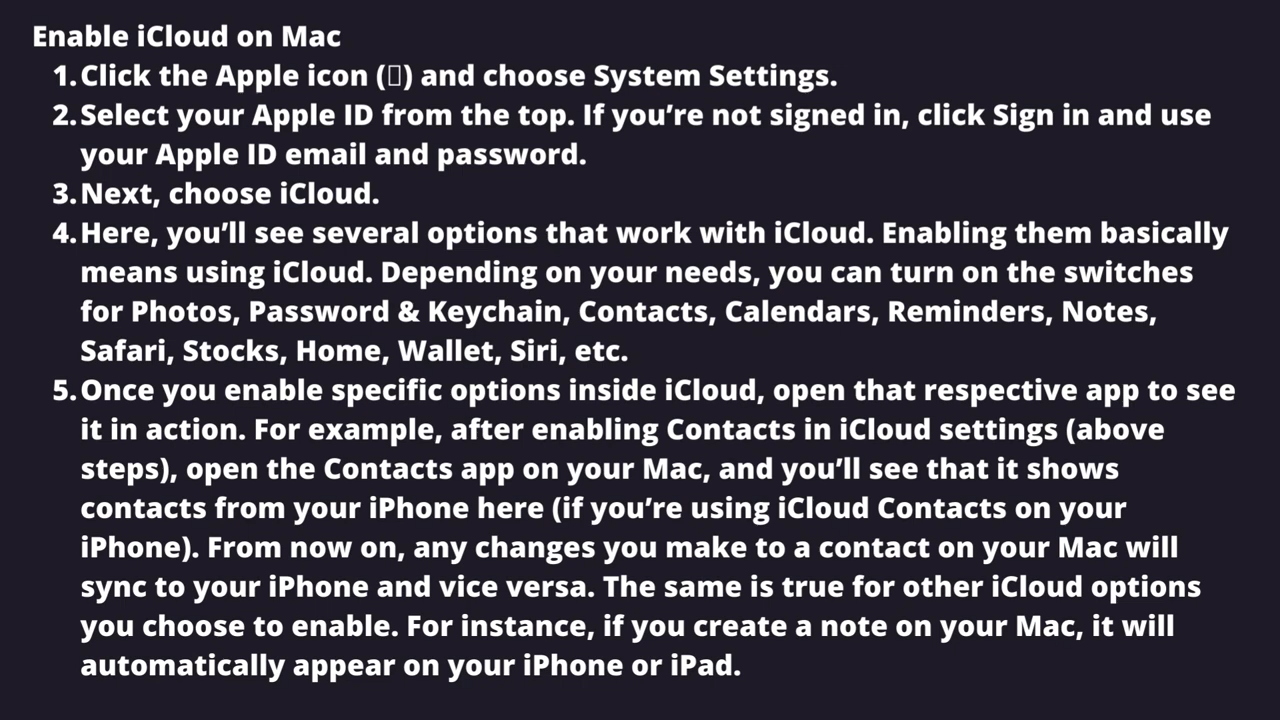 Enable iCloud on Mac
1. Click the Apple icon () and choose System Settings.
2. Select your Apple ID from the top. If you’re not signed in, click Sign in and use
your Apple ID email and password.
3. Next, choose iCloud.
4. Here, you’ll see several options that work with iCloud. Enabling them basically
means using iCloud. Depending on your needs, you can turn on the switches
for Photos, Password & Keychain, Contacts, Calendars, Reminders, Notes,
Safari, Stocks, Home, Wallet, Siri, etc.
5. Once you enable specific options inside iCloud, open that respective app to see
it in action. For example, after enabling Contacts in iCloud settings (above
steps), open the Contacts app on your Mac, and you’ll see that it shows
contacts from your iPhone here (if you’re using iCloud Contacts on your
iPhone). From now on, any changes you make to a contact on your Mac will
sync to your iPhone and vice versa. The same is true for other iCloud options
you choose to enable. For instance, if you create a note on your Mac, it will
automatically appear on your iPhone or iPad.